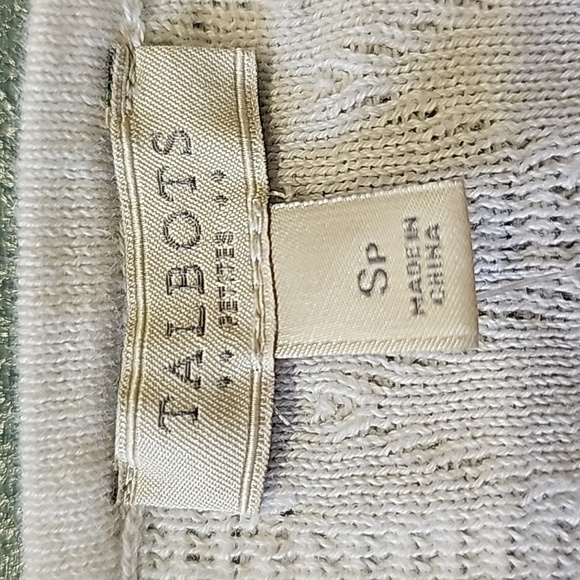 TALBOTS
PETITES
SP
MADE IN
CHINA